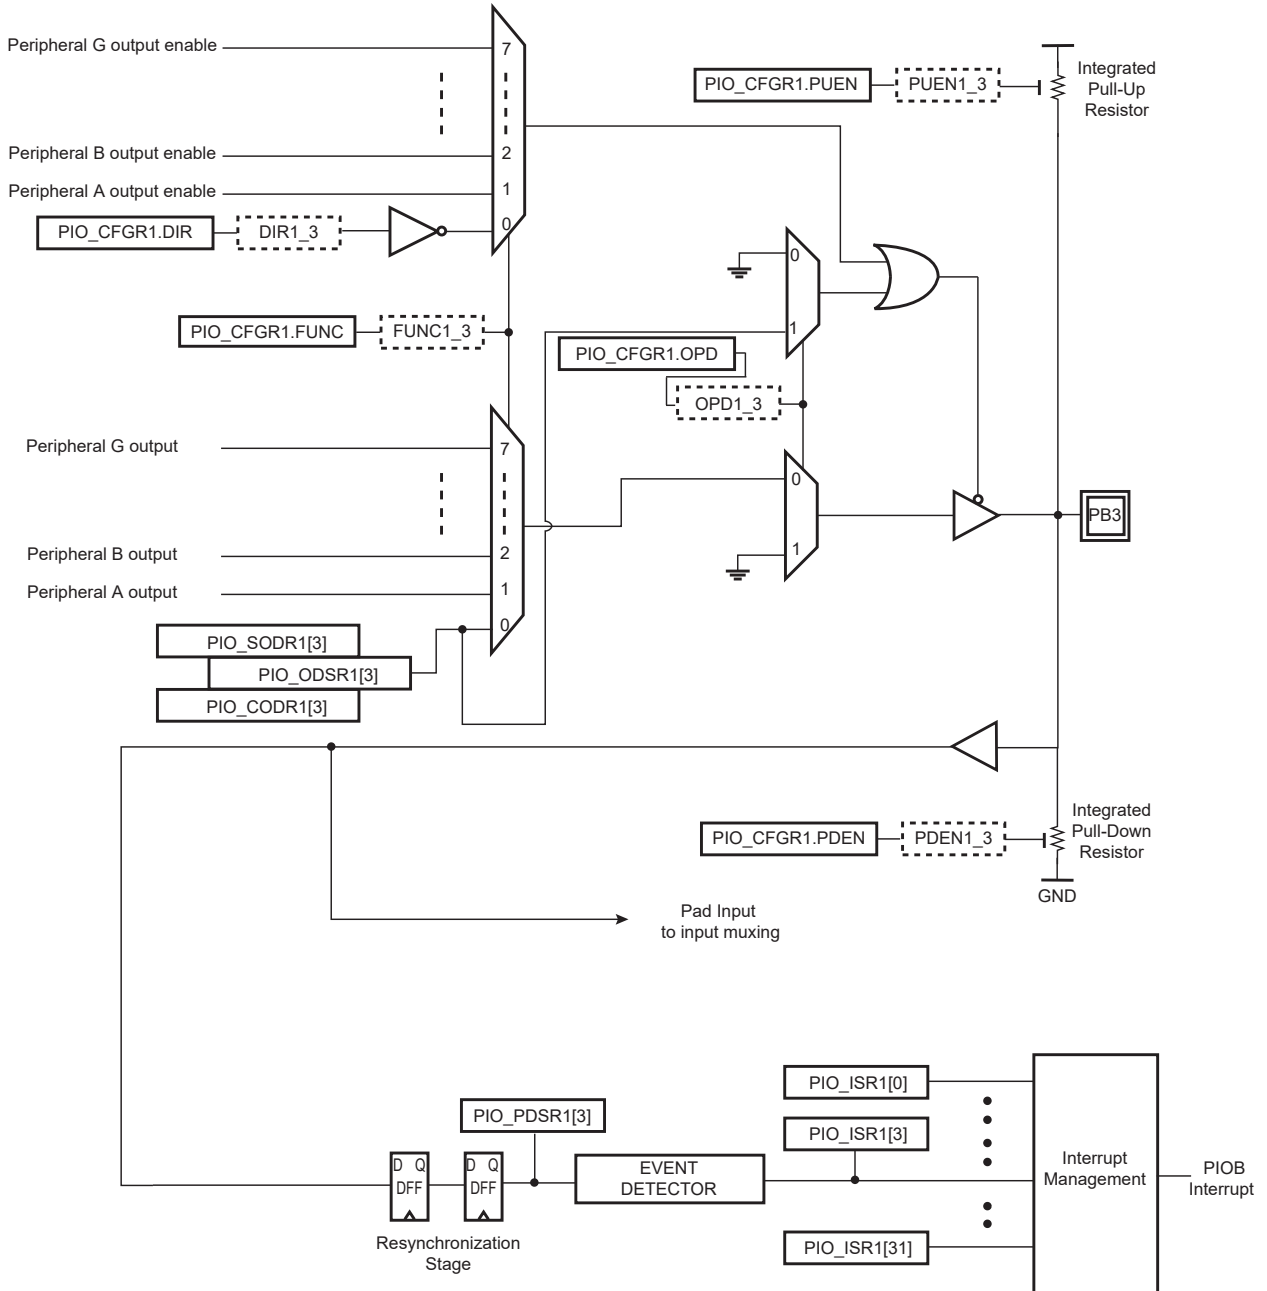 Peripheral G output enable
7
Peripheral B output enable
2
Peripheral A output enable
1
PIO_CFGR1.DIR
DIR1_3
0
PIO_CFGR1.FUNC
FUNC1_3
PIO_CFGR1.PUEN
PUEN1_3
Integrated
Pull-Up
Resistor
0
1
PIO_CFGR1.OPD
OPD1_3
Peripheral G output
7
Peripheral B output
2
Peripheral A output
1
0
PIO_SODR1[3]
PIO_ODSR1[3]
PIO_CODR1[3]
0
1
PB3
PIO_CFGR1.PDEN
PDEN1_3
Integrated
Pull-Down
Resistor
GND
Pad Input
to input muxing
PIO_PDSR1[3]
D Q
DFF
D Q
DFF
Resynchronization
Stage
EVENT
DETECTOR
PIO_ISR1[0]
PIO_ISR1[3]
PIO_ISR1[31]
Interrupt
Management
PIOB
Interrupt